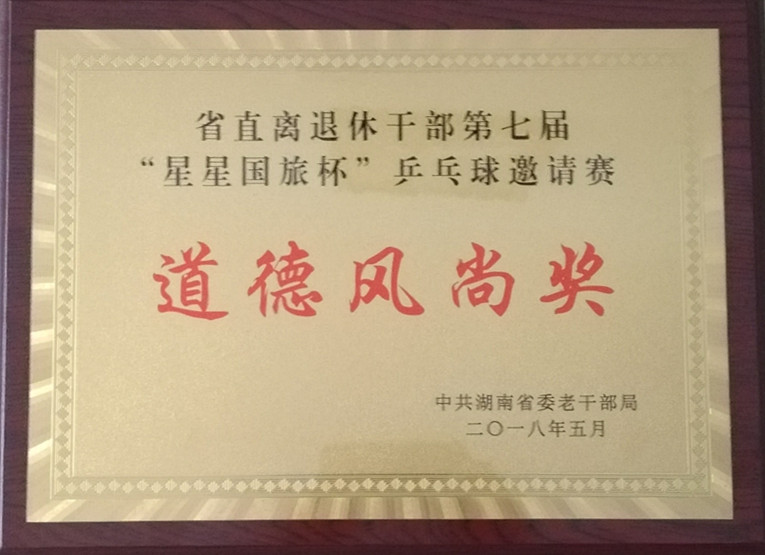 省直离退休干部第七届
“星星国旅杯”乒乓球邀请赛
道德风尚奖
中共湖南省委老干部局
二〇一八年五月